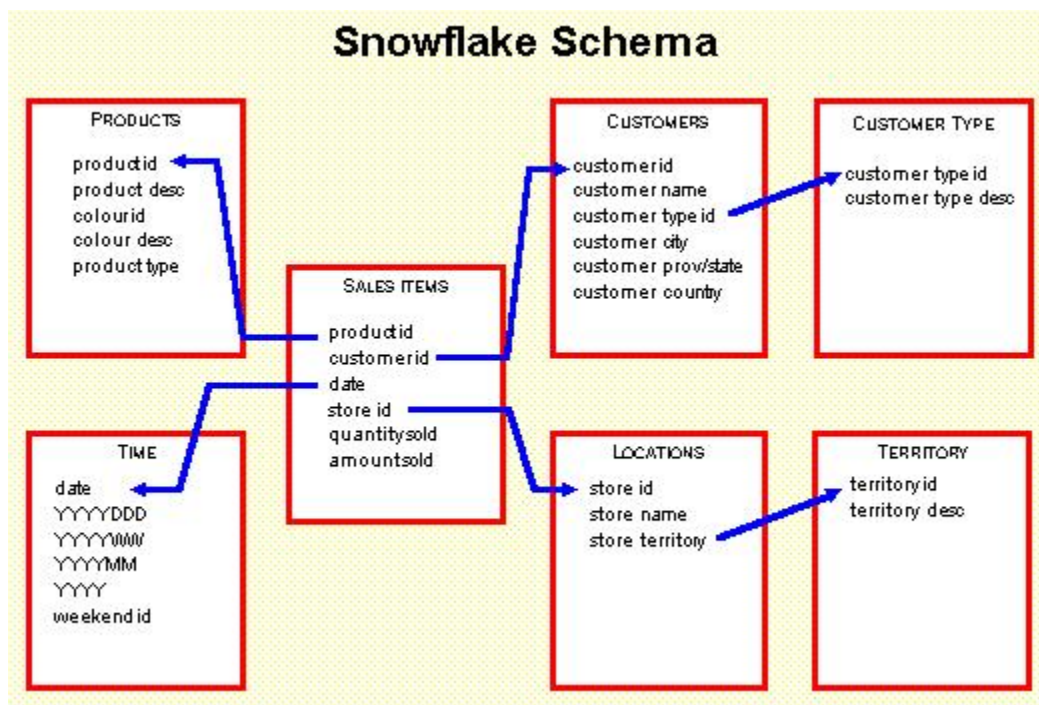 Snowflake Schema
PRODUCTS
productid
product desc
colourid
colour desc
product type
CUSTOMERS
customerid
customer name
customer type id
customer city
customer prov/state
customer country
CUSTOMER TYPE
customer type id
customer type desc
SALES ITEMS
productid
customerid
date
store id
quantitysold
amountsold
TIME
date
YYYYDDD
YYYYWW
YYYYMM
YYYY
weekend id
LOCATIONS
store id
store name
store territory
TERRITORY
territoryid
territory desc